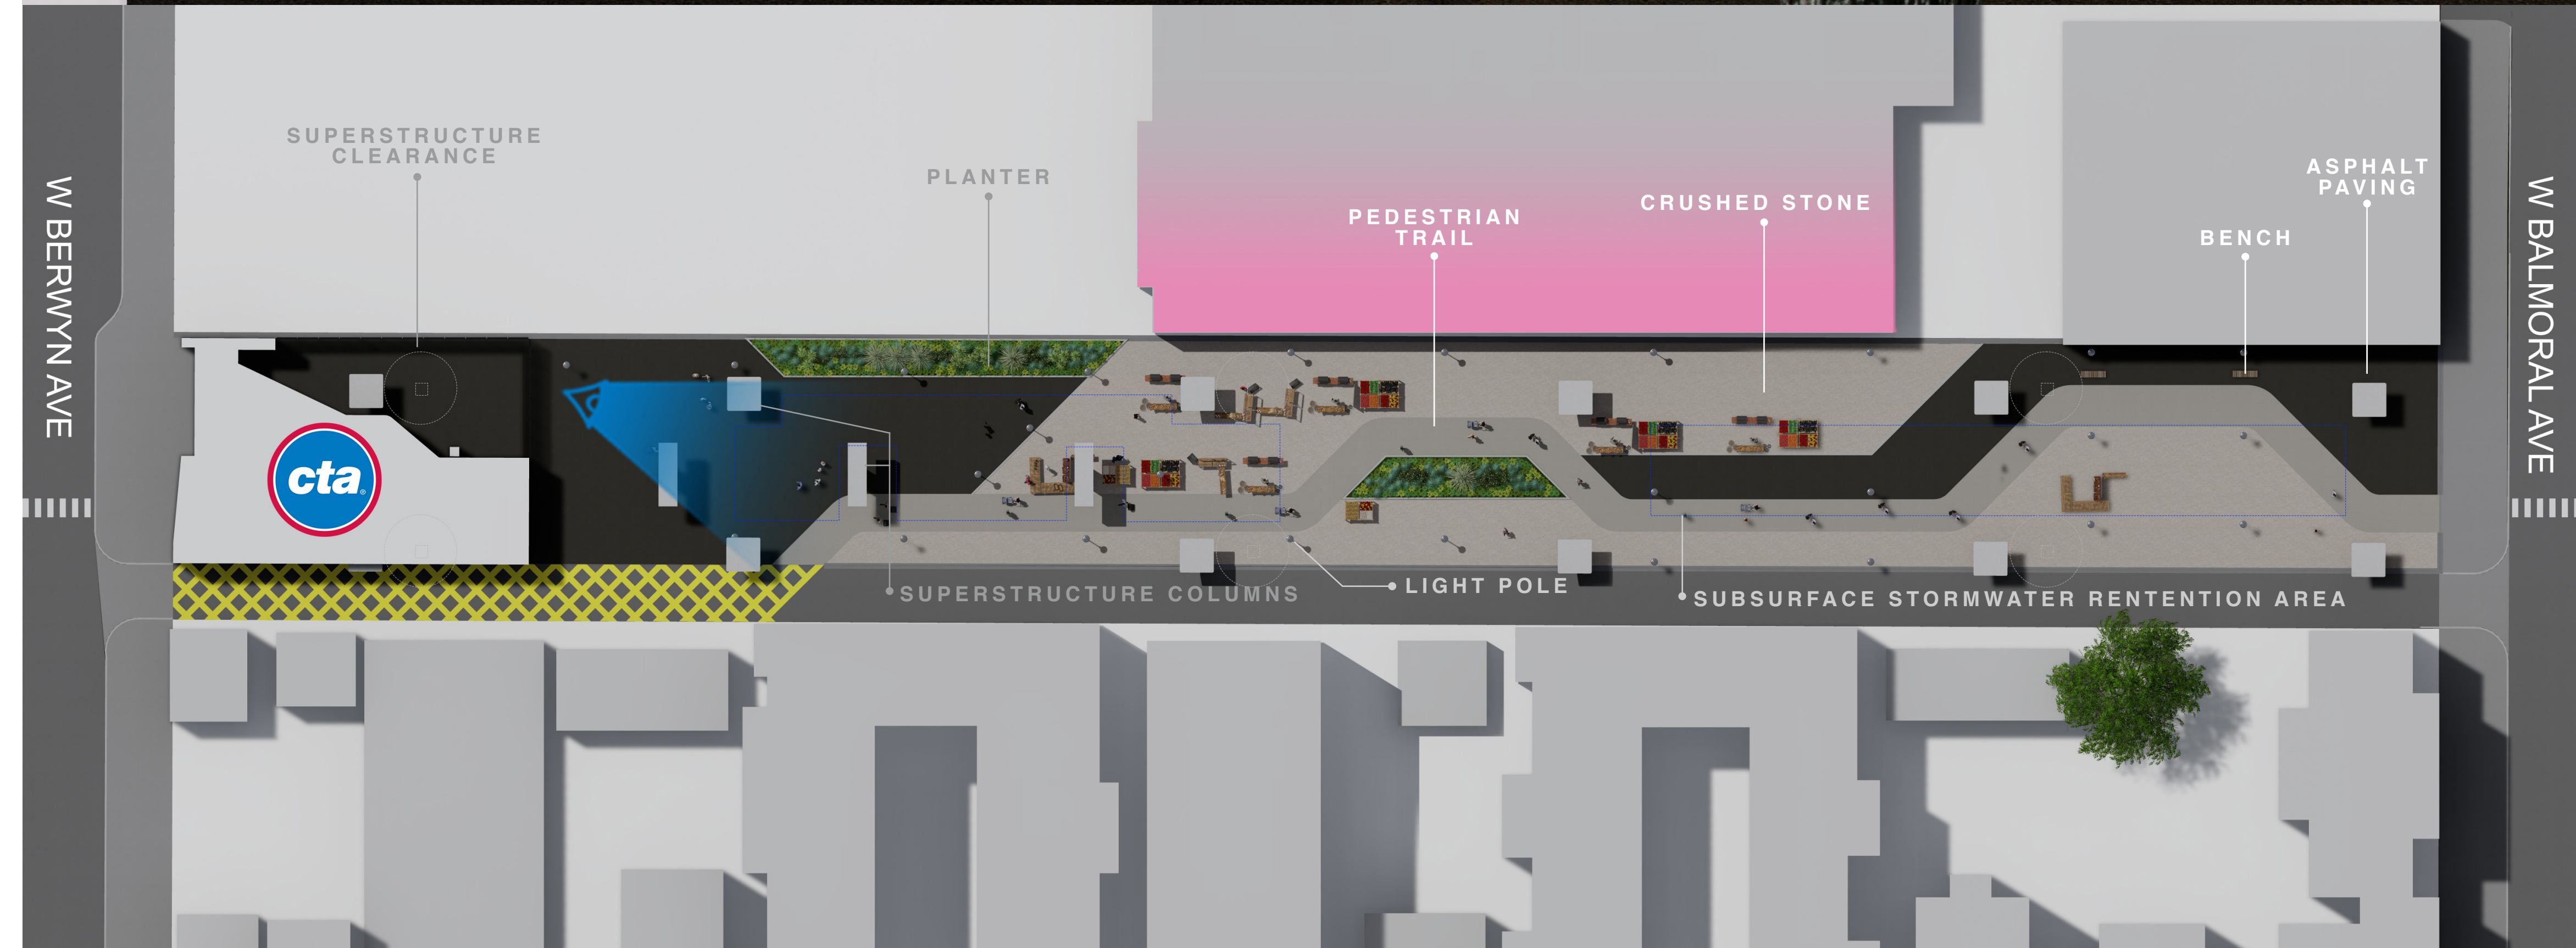 SUPERSTRUCTURE
CLEARANCE
PLANTER
PEDESTRIAN
TRAIL
CRUSHED STONE
BENCH
ASPHALT
PAVING
W BERWYN AVE
W BALMORAL AVE
cta
SUPERSTRUCTURE COLUMNS
LIGHT POLE
SUBSURFACE STORMWATER RENTENTION AREA